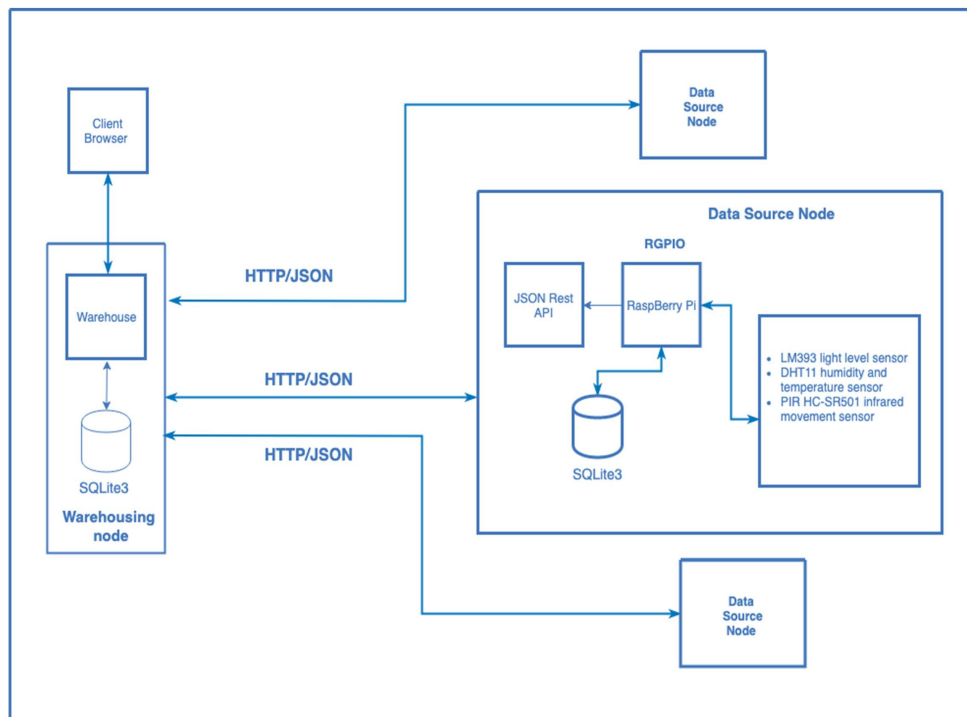 Data
Source
Node
Client
Browser
Data Source Node
RGPIO
HTTP/JSON
JSON Rest
API
RaspBerry Pi
Warehouse
• LM393 light level sensor
• DHT11 humidity and
temperature sensor
• PIR HC-SR501 infrared
movement sensor
HTTP/JSON
HTTP/JSON
SQLite3
SQLite3
Warehousing
node
Data
Source
Node